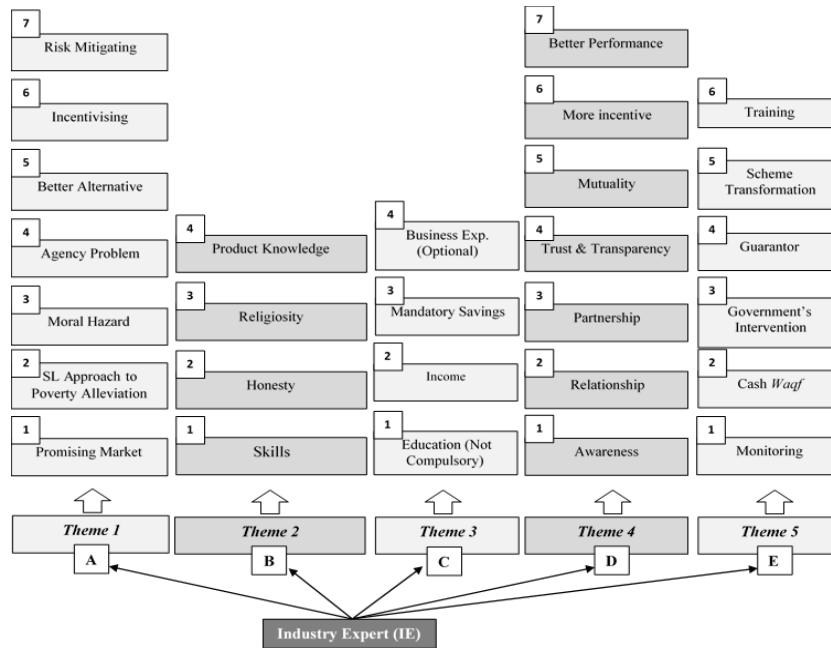 7
Risk Mitigating
7
Better Performance
6
Incentivising
6
More incentive
6
Training
5
Better Alternative
5
Mutuality
5
Scheme
Transformation
4
Agency Problem
4
Product Knowledge
4
Business Exp.
(Optional)
4
Trust & Transparency
4
Guarantor
3
Moral Hazard
3
Religiosity
3
Mandatory Savings
3
Partnership
3
Government's
Intervention
2
SL Approach to
Poverty Alleviation
2
Honesty
2
Income
2
Relationship
2
Cash Waqf
1
Promising Market
1
Skills
1
Education (Not
Compulsory)
1
Awareness
1
Monitoring
Theme 1
Theme 2
Theme 3
Theme 4
Theme 5
A
B
C
D
E
Industry Expert (IE)